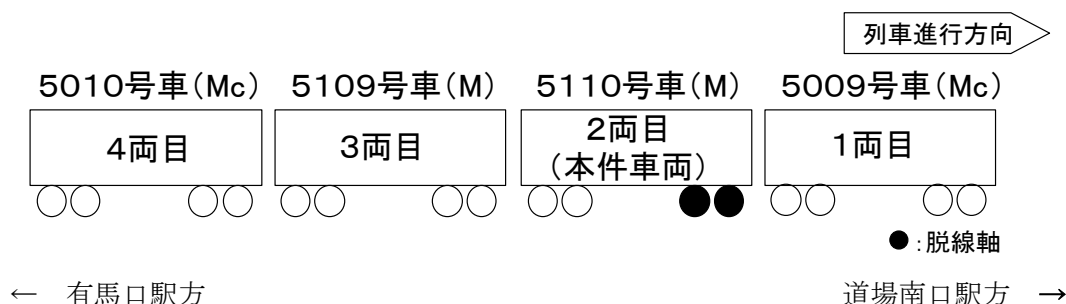 列車進行方向
5010号車(Mc) 5109号車(M) 5110号車(M) 5009号車(Mc)
4両目 3両目 2両目 1両目
(本件車両)
●:脱線軸
← 有馬口駅方 道場南口駅方 →